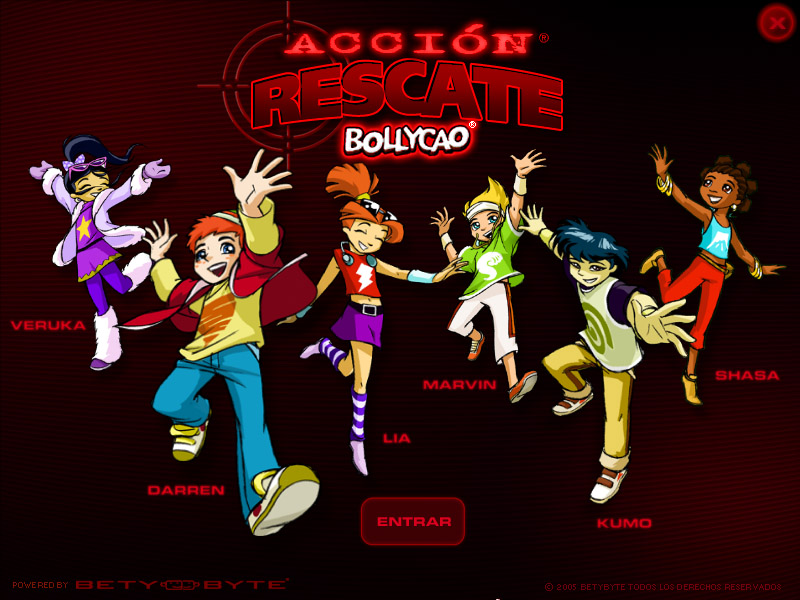 ACCIÓN®
RESCATE
BOLLYCAO®
VERUKA
SHASA
MARVIN
LIA
DARREN
KUMO
ENTRAR
POWERED BY BETYBYTE
© 2005 BETYBYTE TODOS LOS DERECHOS RESERVADOS